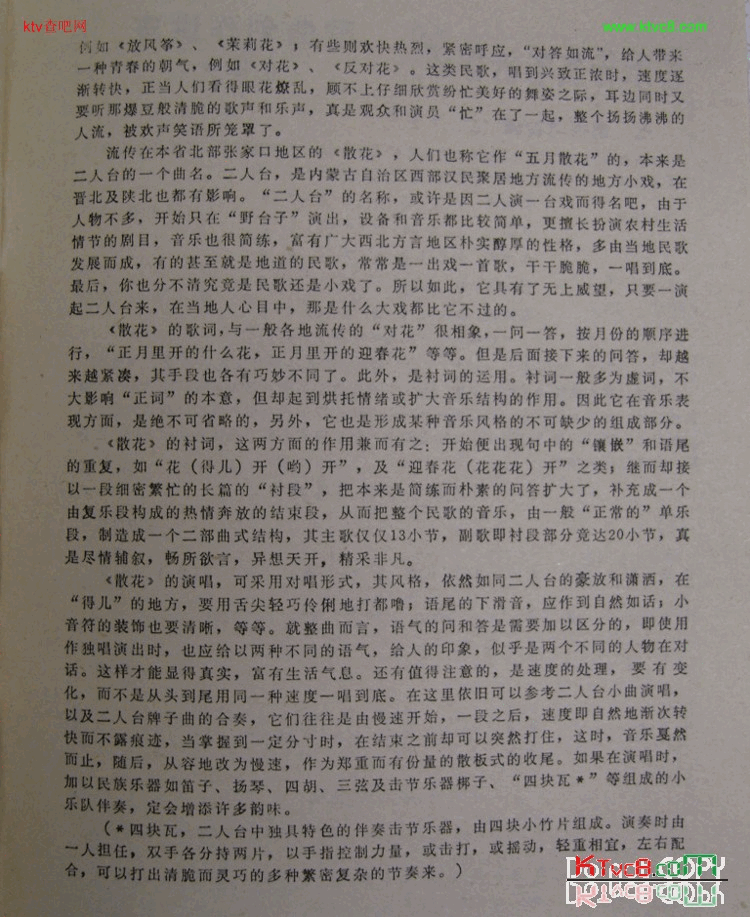 ktv查吧网
www.ktvc8.com
例如《放风筝》、《茉莉花》；有些则欢快热烈，紧密呼应，“对答如流”，给人带来
一种青春的朝气，例如《对花》、《反对花》。这类民歌，唱到兴致正浓时，速度逐
渐转快，正当人们看得眼花燎乱，顾不上仔细欣赏纷忙美好的舞姿之际，耳边同时又
要听那爆豆般清脆的歌声和乐声，真是观众和演员“忙”在了一起，整个扬扬沸沸的
人流，被欢声笑语所笼罩了。
流传在本省北部张家口地区的《散花》，人们也称它作“五月散花”的，本来是
二人台的一个曲名。二人台，是内蒙古自治区西部汉民聚居地方流传的地方小戏，在
晋北及陕北也都有影响。“二人台”的名称，或许是因二人演一台戏而得名吧，由于
人物不多，开始只在“野台子”演出，设备和音乐都比较简单，更擅长扮演农村生活
情节的剧目，音乐也很简练，富有广大西北方言地区朴实醇厚的性格，多由当地民歌
发展而成，有的甚至就是地道的民歌，常常是一出戏一首歌，干干脆脆，一唱到底。
最后，你也分不清究竟是民歌还是小戏了。所以如此，它具有了无上威望，只要一演
起二人台来，在当地人心目中，那是什么大戏都比它不过的。
《散花》的歌词，与一般各地流传的“对花”很相象，一问一答，按月份的顺序进
行，“正月里开的什么花，正月里开的迎春花”等等。但是后面接下来的问答，却越
来越紧凑，其手段也各有巧妙不同了。此外，是衬词的运用。衬词一般多为虚词，不
大影响“正词”的本意，但却起到烘托情绪或扩大音乐结构的作用。因此它在音乐表
现方面，是绝不可省略的，另外，它也是形成某种音乐风格的不可缺少的组成部分。
《散花》的衬词，这两方面的作用兼而有之：开始便出现句中的“镶嵌”和语尾
的重复，如“花（得儿）开（哟）开”，及“迎春花（花花花）开”之类；继而却接
以一段细密繁忙的长篇的“衬段”，把本来是简练而朴素的问答扩大了，补充成一个
由复乐段构成的热情奔放的结束段，从而把整个民歌的音乐，由一般“正常的”单乐
段，制造成一个二部曲式结构，其主歌仅仅13小节，副歌即衬段部分竟达20小节，真
是尽情辅叙，畅所欲言，异想天开，精采非凡。
《散花》的演唱，可采用对唱形式，其风格，依然如同二人台的豪放和潇洒，在
“得儿”的地方，要用舌尖轻巧伶俐地打都噜；语尾的下滑音，应作到自然如话；小
音符的装饰也要清晰，等等。就整曲而言，语气的问和答是需要加以区分的，即使用
作独唱演出时，也应给以两种不同的语气，给人的印象，似乎是两个不同的人物在对
话。这样才能显得真实，富有生活气息。还有值得注意的，是速度的处理，要有变
化，而不是从头到尾用同一种速度一唱到底。在这里依旧可以参考二人台小曲演唱，
以及二人台牌子曲的合奏，它们往往是由慢速开始，一段之后，速度即自然地渐次转
快而不露痕迹，当掌握到一定分寸时，在结束之前却可以突然打住，这时，音乐戛然
而止，随后，从容地改为慢速，作为郑重而有份量的散板式的收尾。如果在演唱时，
加以民族乐器如笛子、扬琴、四胡、三弦及击节乐器梆子、“四块瓦*”等组成的小
乐队伴奏，定会增添许多韵味。
（*四块瓦，二人台中独具特色的伴奏击节乐器，由四块小竹片组成。演奏时由
一人担任，双手各分持两片，以手指控制力量，或击打，或摇动，轻重相宜，左右配
合，可以打出清脆而灵巧的多种繁密复杂的节奏来。）
DO NOT COPY
KTvc8.com